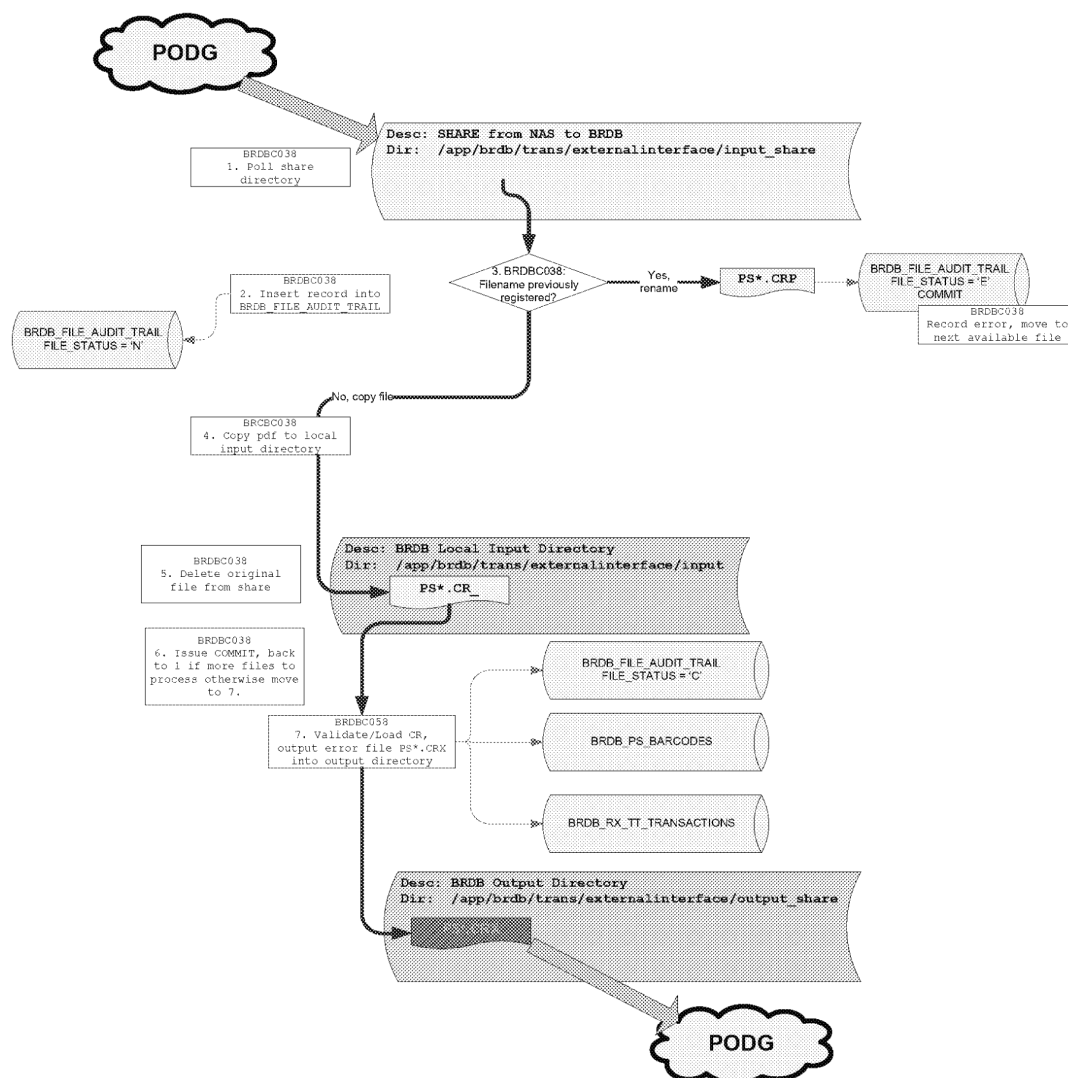 PODG
Desc: SHARE from NAS to BRDB
Dir: /app/brdb/trans/externalinterface/input_share
BRDBC038
1. Poll share
directory
3. BRDBC038:
Filename previously
registered?
Yes,
rename
PS*.CRP
BRDB_FILE_AUDIT_TRAIL
FILE_STATUS = 'E'
COMMIT
BRDBC038
Record error, move to
next available file
BRDBC038
2. Insert record into
BRDB_FILE_AUDIT_TRAIL
BRDB_FILE_AUDIT_TRAIL
FILE_STATUS = 'N'
No, copy file
BRCBC038
4. Copy pdf to local
input directory
Desc: BRDB Local Input Directory
Dir: /app/brdb/trans/externalinterface/input
PS*.CR_
BRDBC038
5. Delete original
file from share
BRDBC038
6. Issue COMMIT, back
to 1 if more files to
process otherwise move
to 7.
BRDB_FILE_AUDIT_TRAIL
FILE_STATUS = 'C'
BRDBC058
7. Validate/Load CR,
output error file PS*.CRX
into output directory
BRDB_PS_BARCODES
BRDB_RX_TT_TRANSACTIONS
Desc: BRDB Output Directory
Dir: /app/brdb/trans/externalinterface/output_share
PODG